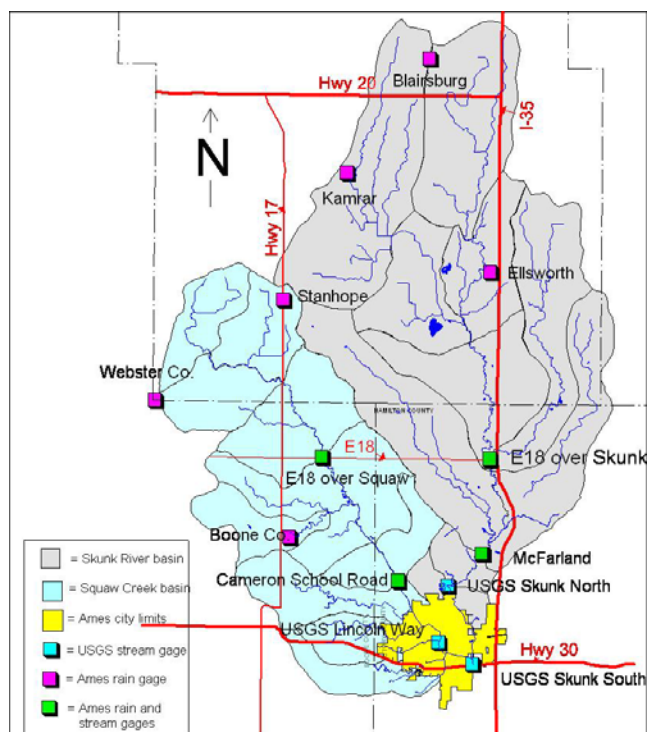 Blairsburg
Hwy 20
I-35
N
Kamrar
Hwy 17
Ellsworth
Stanhope
Webster Co.
HAMILTON COUNTY
E18
E18 over Skunk
E18 over Squaw
Boone Co.
McFarland
Cameron School Road
USGS Skunk North
USGS Lincoln Way
Hwy 30
USGS Skunk South
= Skunk River basin
= Squaw Creek basin
= Ames city limits
= USGS stream gage
= Ames rain gage
= Ames rain and
stream gages